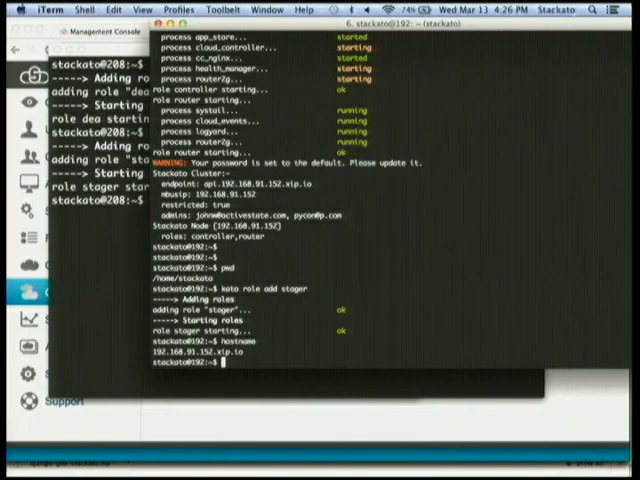 iTerm Shell Edit View Profiles Toolbelt Window Help 74% Wed Mar 13 4:26 PM Stackato
Management Console
6. stackato@192: ~ (stackato)
stackato@208:~$
-----> Adding ro
adding role "dea
-----> Starting
role dea startin
stackato@208:~$
-----> Adding ro
adding role "sta
-----> Starting
role stager star
stackato@208:~$
Support
process app_store... started
process cloud_controller... starting
process cc_nginx... started
process health_manager... starting
process router2g... starting
role controller starting... ok
role router starting...
process systail... running
process cloud_events... running
process logyard... running
process router2g... running
role router starting... ok
WARNING: Your password is set to the default. Please update it.
Stackato Cluster:-
endpoint: api.192.168.91.152.xip.io
mbusip: 192.168.91.152
restricted: true
admins: johnw@activestate.com, pycon@p.com
Stackato Node [192.168.91.152]
roles: controller,router
stackato@192:~$
stackato@192:~$
stackato@192:~$ pwd
/home/stackato
stackato@192:~$ kato role add stager
-----> Adding roles
adding role "stager"... ok
-----> Starting roles
role stager starting... ok
stackato@192:~$ hostname
192.168.91.152.xip.io
stackato@192:~$
Show All